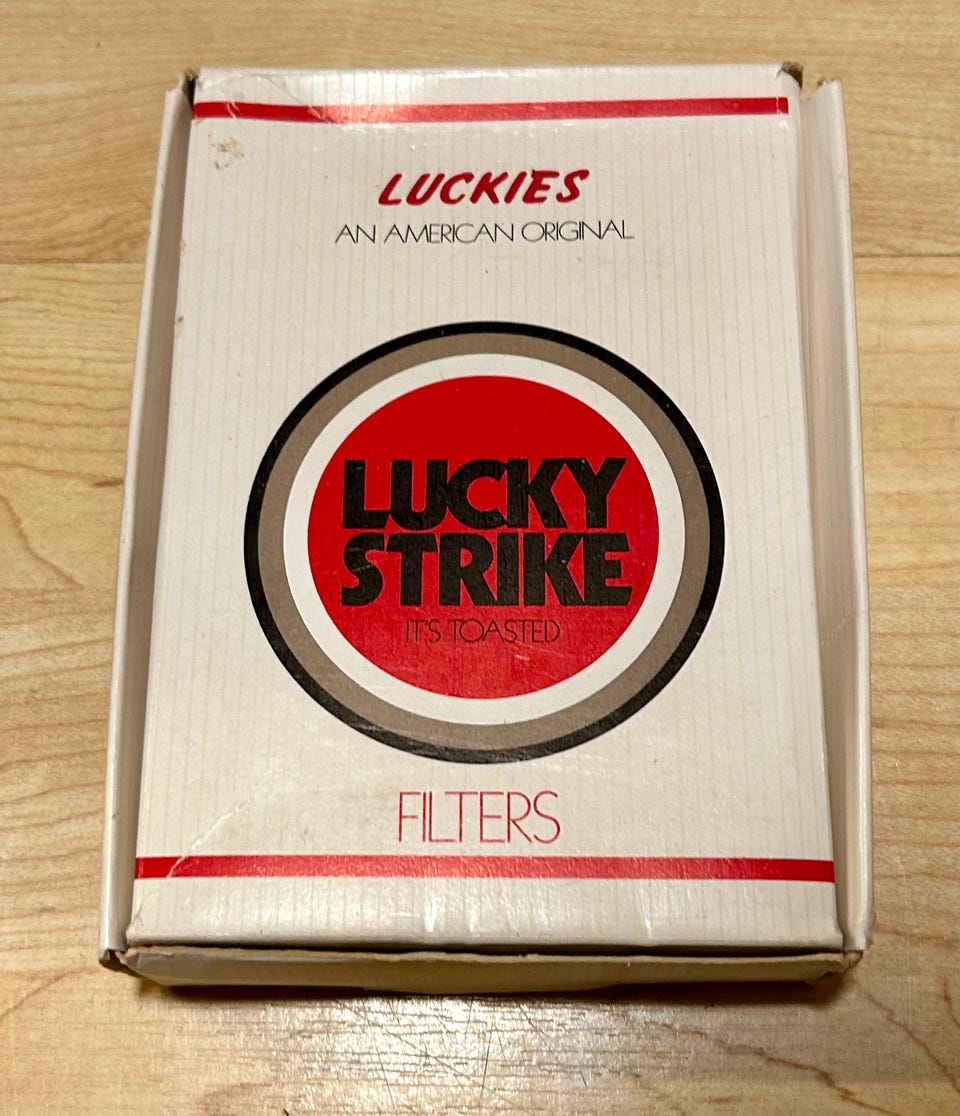 LUCKIES
AN AMERICAN ORIGINAL
LUCKY
STRIKE
IT'S TOASTED
FILTERS